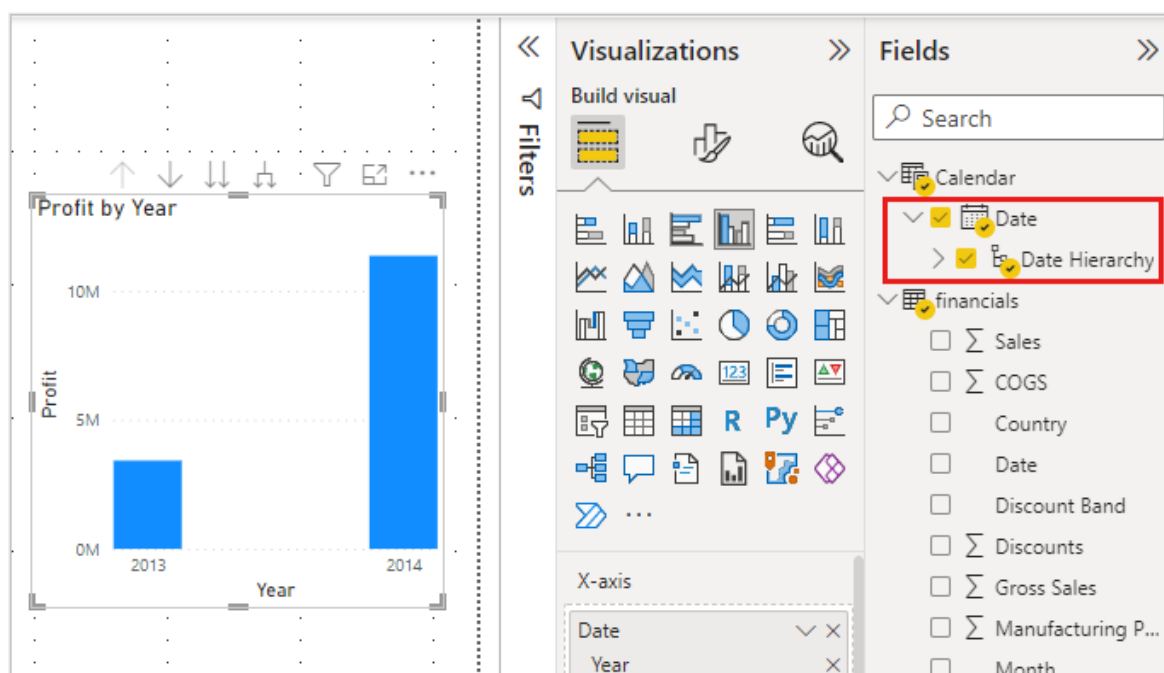 Profit by Year
10M
5M
0M
Profit
2013
2014
Year
Filters
Visualizations
Build visual
123
R
Py
X-axis
Date
Year
Fields
Search
Calendar
Date
Date Hierarchy
financials
Sales
COGS
Country
Date
Discount Band
Discounts
Gross Sales
Manufacturing P...
Month